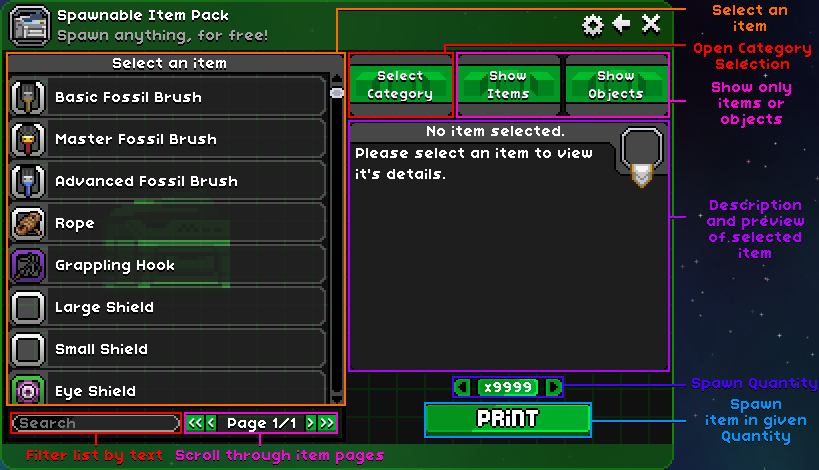 Spawnable Item Pack
Spawn anything, for free!
Select an item
Basic Fossil Brush
Master Fossil Brush
Advanced Fossil Brush
Rope
Grappling Hook
Large Shield
Small Shield
Eye Shield
Search
Page 1/1
Filter list by text
Scroll through item pages
Select
Category
Show
Items
Show
Objects
No item selected.
Please select an item to view
it's details.
x9999
PRINT
Select an
item
Open Category
Selection
Show only
items or
objects
Description
and preview
of selected
item
Spawn Quantity
Spawn
item in given
Quantity